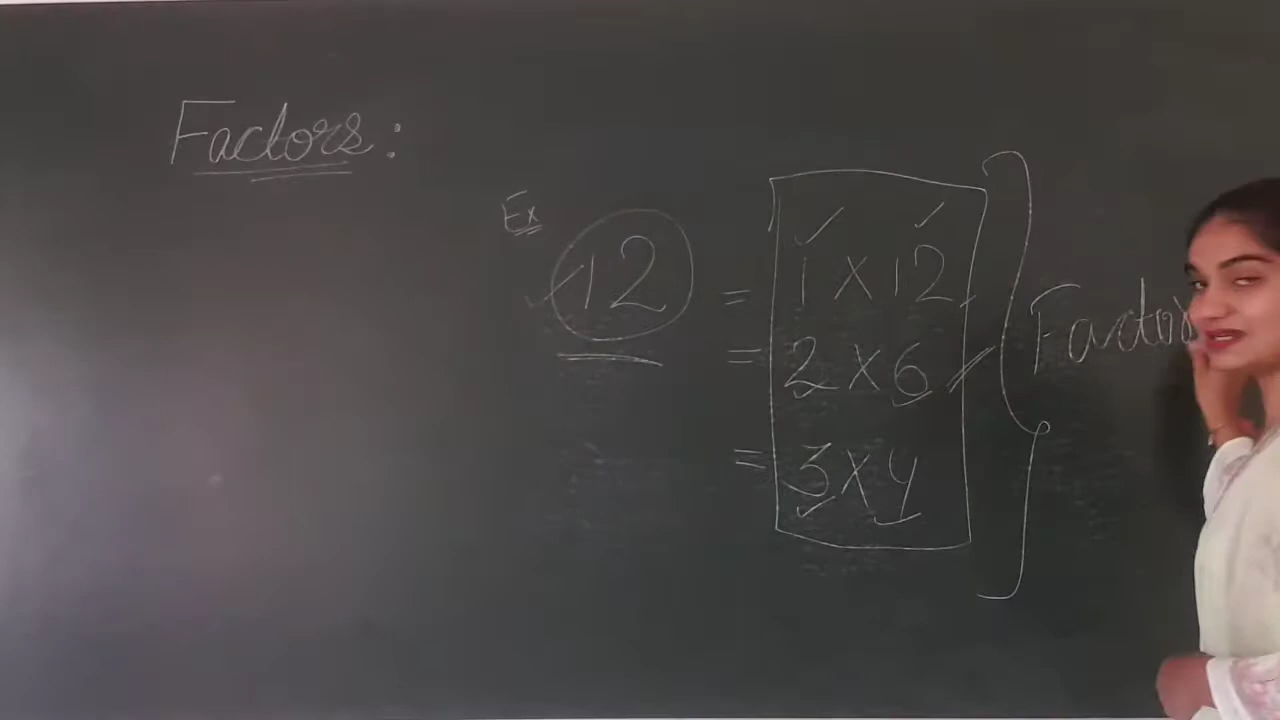 Factors:
Ex
12 = 1 X 12
= 2 X 6
= 3 X 4
Factors